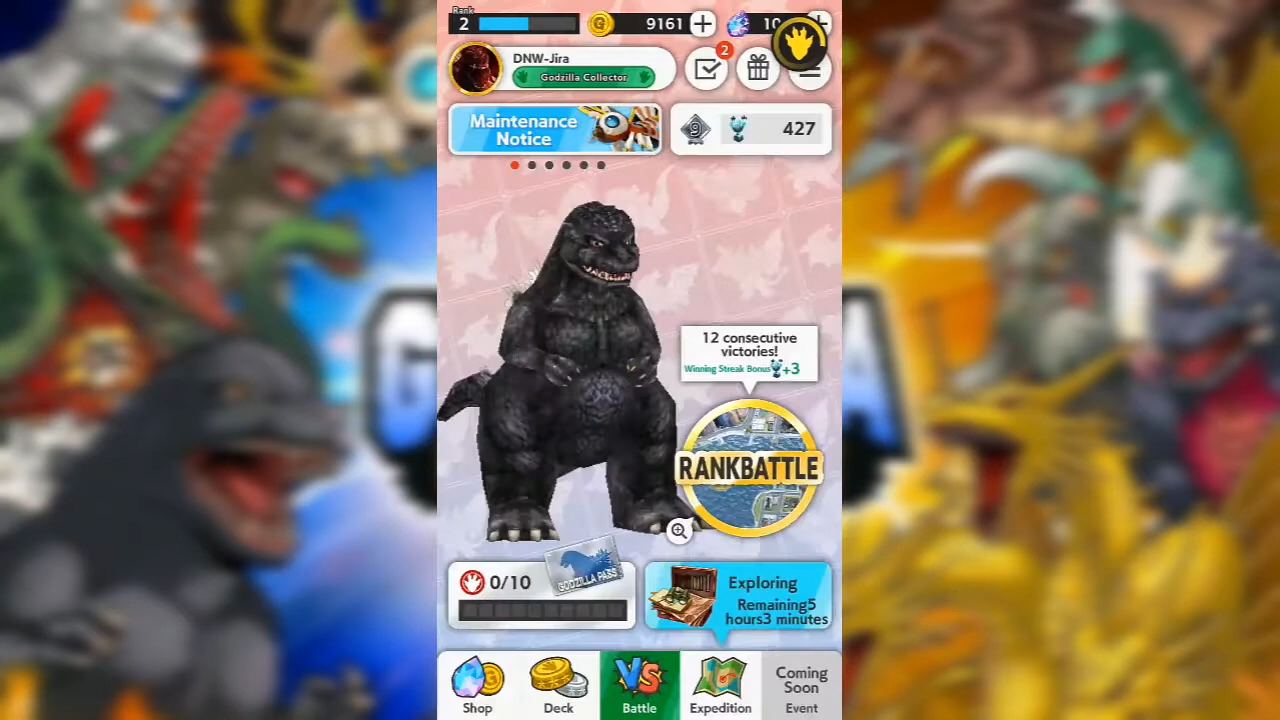 Rank
2
9161
10
DNW-Jira
2
Godzilla Collector
Maintenance
Notice
9
427
12 consecutive
victories!
Winning Streak Bonus +3
RANKBATTLE
GODZILLA PASS
0/10
Exploring
Remaining5
hours3 minutes
VS
Coming
Soon
Shop
Deck
Battle
Expedition
Event